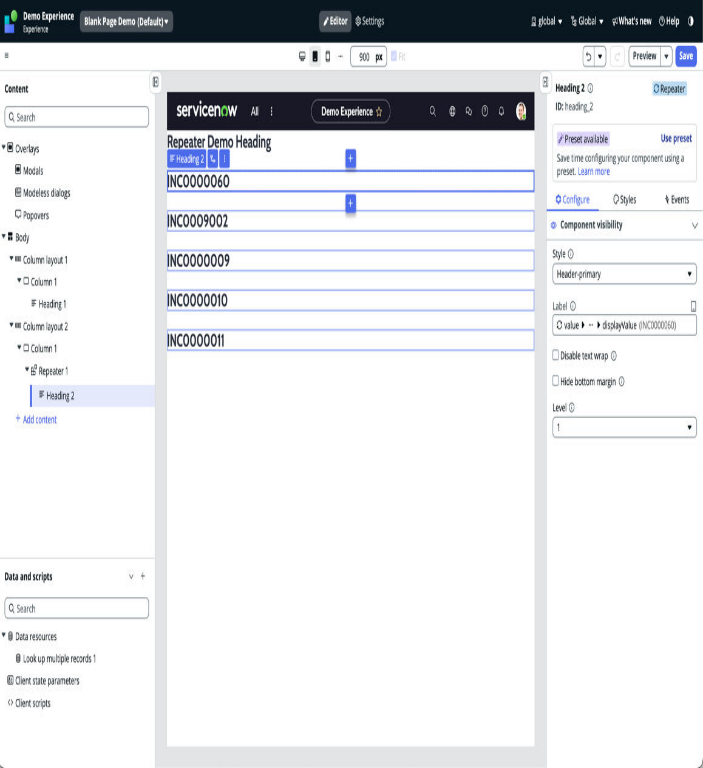 Demo Experience
Experience
Blank Page Demo (Default)
Editor
Settings
global
Global
What's new
Help
900 px
Fit
Preview
Save
Content
Search
Overlays
Modals
Modeless dialogs
Popovers
Body
Column layout 1
Column 1
Heading 1
Column layout 2
Column 1
Repeater 1
Heading 2
+ Add content
Data and scripts
Search
Data resources
Look up multiple records 1
Client state parameters
Client scripts
servicenow
All
Demo Experience
Repeater Demo Heading
Heading 2
INC0000060
INC0009002
INC0000009
INC0000010
INC0000011
Heading 2
Repeater
ID: heading_2
Preset available
Use preset
Save time configuring your component using a
preset. Learn more
Configure
Styles
Events
Component visibility
Style
Header-primary
Label
value ▸ ··· ▸ displayValue (INC0000060)
Disable text wrap
Hide bottom margin
Level
1